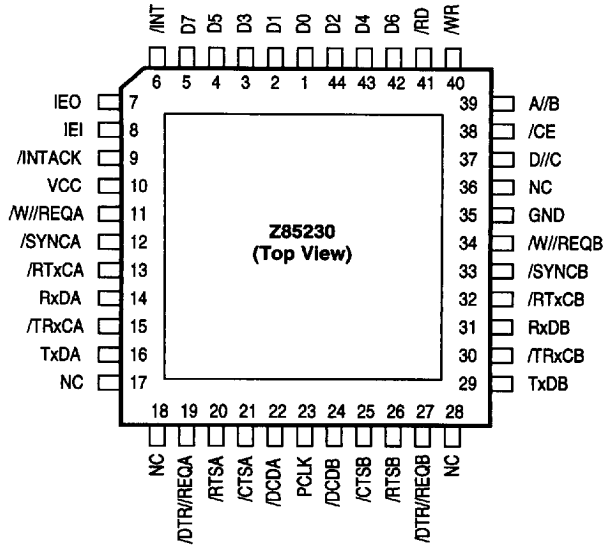 /INT D7 D5 D3 D1 D0 D2 D4 D6 /RD /WR
6 5 4 3 2 1 44 43 42 41 40
IEO 7 39 A//B
IEI 8 38 /CE
/INTACK 9 37 D//C
VCC 10 36 NC
/W//REQA 11 35 GND
Z85230
/SYNCA 12 34 /W//REQB
(Top View)
/RTxCA 13 33 /SYNCB
RxDA 14 32 /RTxCB
/TRxCA 15 31 RxDB
TxDA 16 30 /TRxCB
NC 17 29 TxDB
18 19 20 21 22 23 24 25 26 27 28
NC /DTR//REQA /RTSA /CTSA /DCDA PCLK /DCDB /CTSB /RTSB /DTR//REQB NC